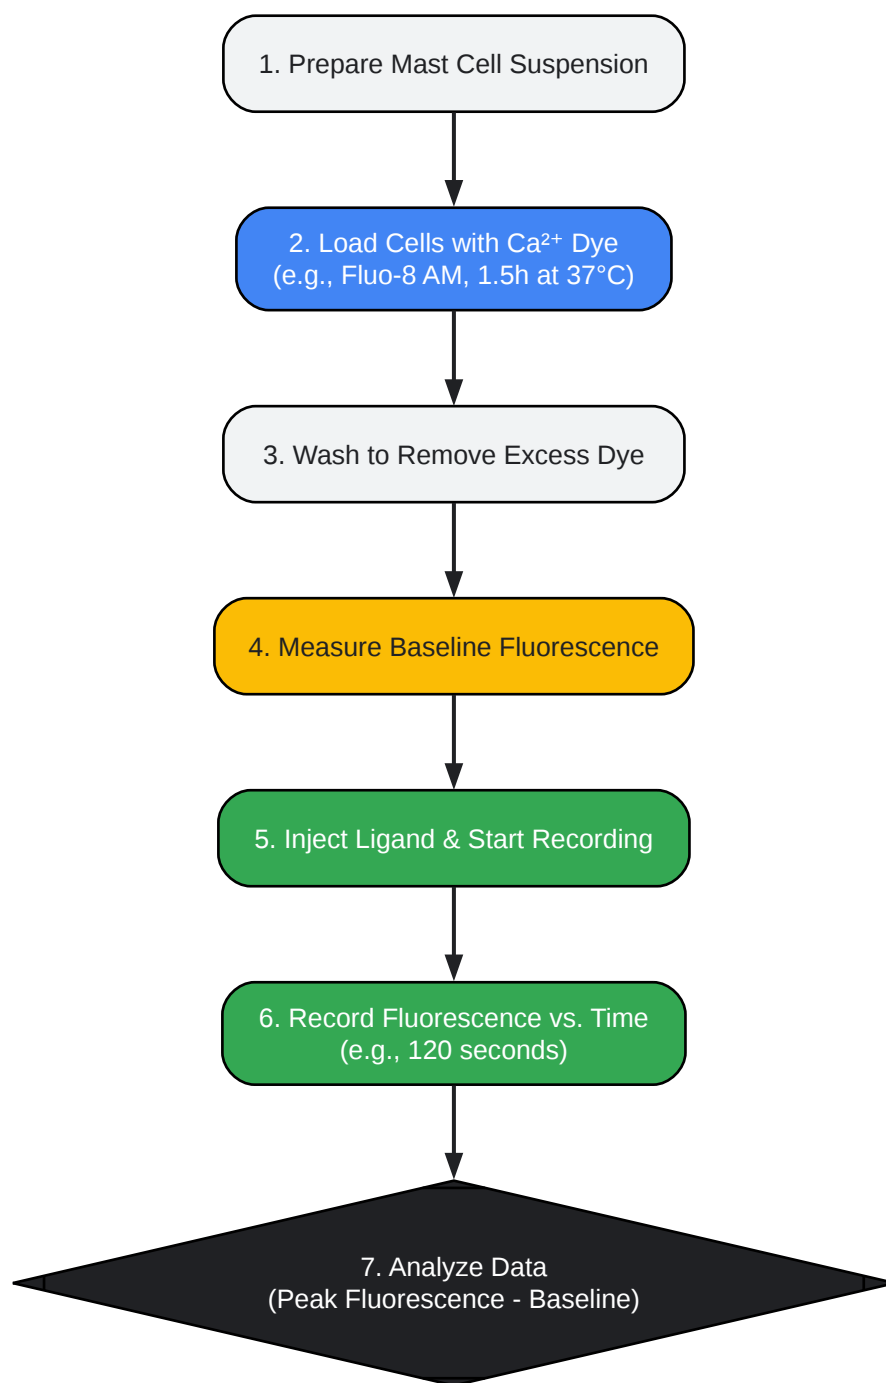 1. Prepare Mast Cell Suspension
2. Load Cells with Ca²⁺ Dye
(e.g., Fluo-8 AM, 1.5h at 37°C)
3. Wash to Remove Excess Dye
4. Measure Baseline Fluorescence
5. Inject Ligand & Start Recording
6. Record Fluorescence vs. Time
(e.g., 120 seconds)
7. Analyze Data
(Peak Fluorescence - Baseline)